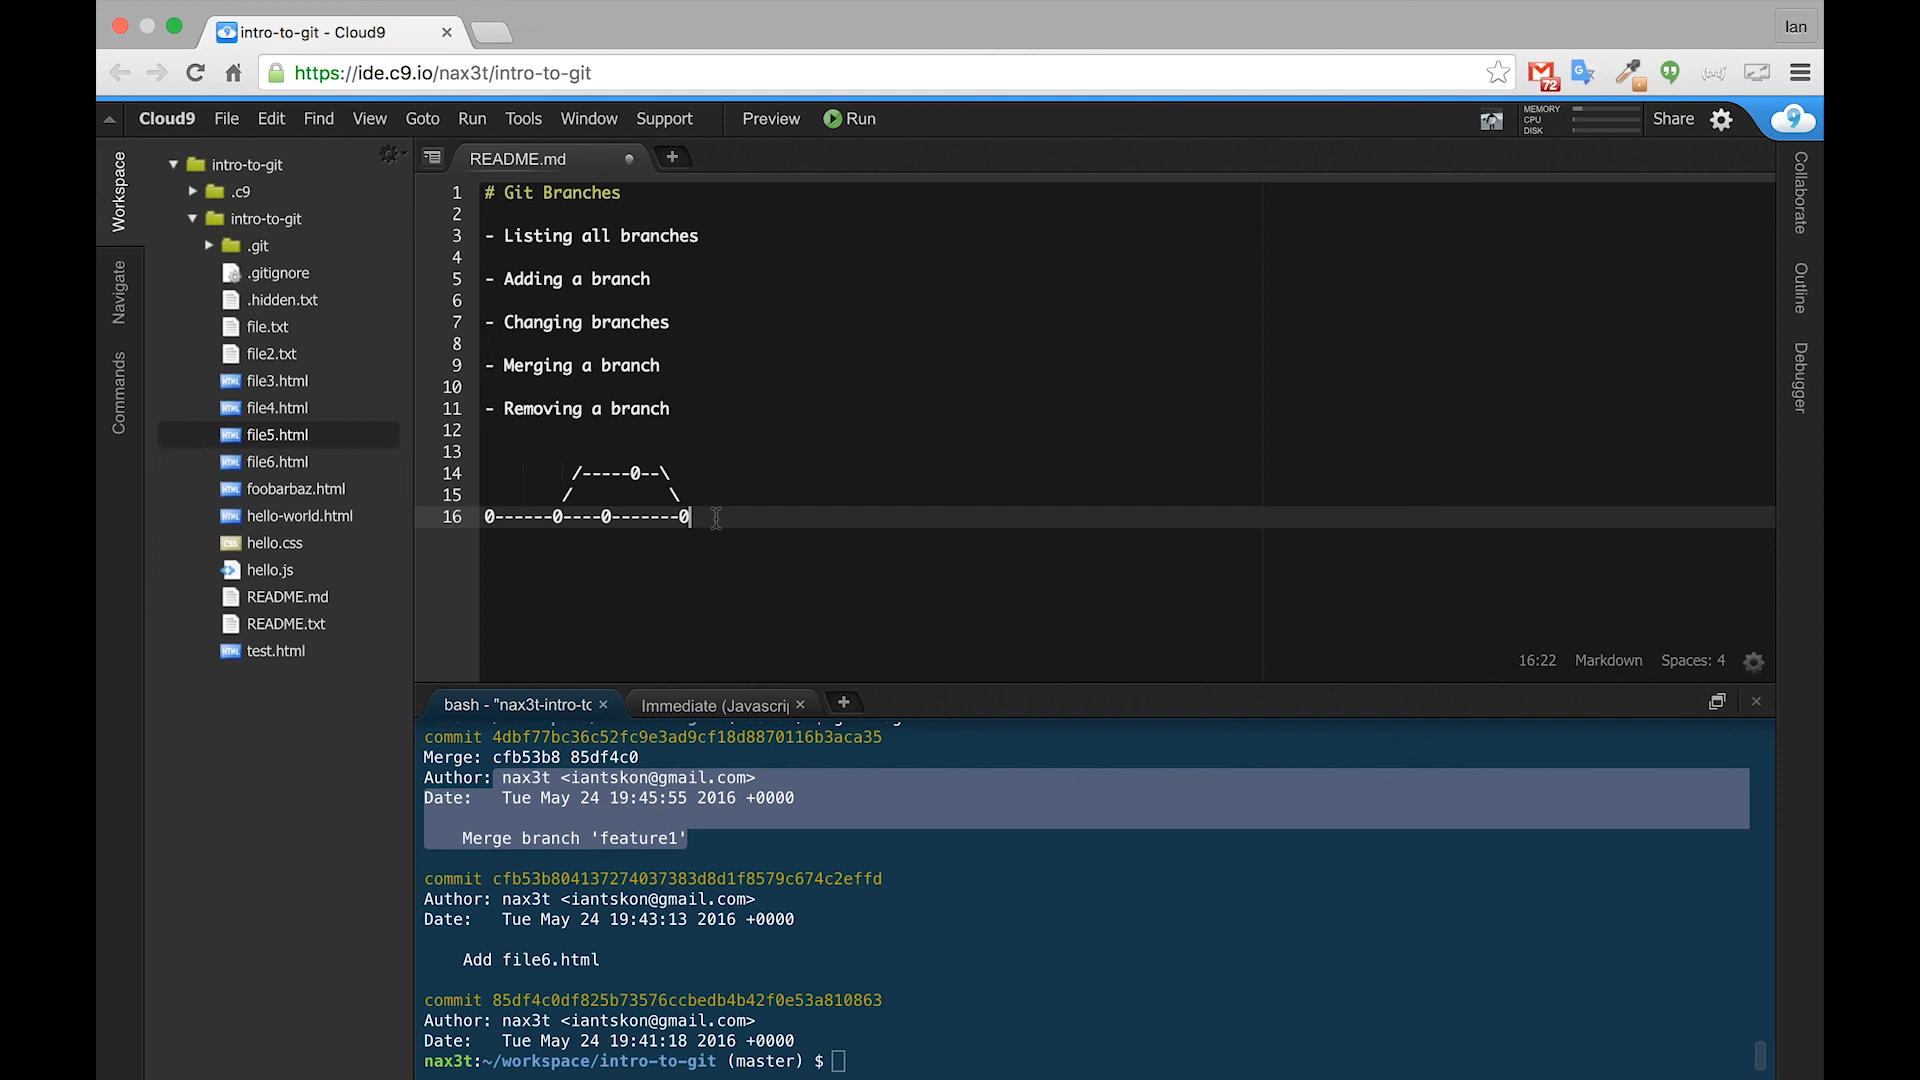 intro-to-git - Cloud9
Ian
https://ide.c9.io/nax3t/intro-to-git
72
Cloud9 File Edit Find View Goto Run Tools Window Support Preview Run
MEMORY
CPU
DISK
Share
Workspace
Navigate
Commands
intro-to-git
.c9
intro-to-git
.git
.gitignore
.hidden.txt
file.txt
file2.txt
file3.html
file4.html
file5.html
file6.html
foobarbaz.html
hello-world.html
hello.css
hello.js
README.md
README.txt
test.html
README.md
1 # Git Branches
2
3 - Listing all branches
4
5 - Adding a branch
6
7 - Changing branches
8
9 - Merging a branch
10
11 - Removing a branch
12
13
14 /-----0--\
15 / \
16 0------0----0-------0
16:22 Markdown Spaces: 4
Collaborate
Outline
Debugger
bash - "nax3t-intro-to
Immediate (Javascri
commit 4dbf77bc36c52fc9e3ad9cf18d8870116b3aca35
Merge: cfb53b8 85df4c0
Author: nax3t <iantskon@gmail.com>
Date: Tue May 24 19:45:55 2016 +0000
Merge branch 'feature1'
commit cfb53b804137274037383d8d1f8579c674c2effd
Author: nax3t <iantskon@gmail.com>
Date: Tue May 24 19:43:13 2016 +0000
Add file6.html
commit 85df4c0df825b73576ccbedb4b42f0e53a810863
Author: nax3t <iantskon@gmail.com>
Date: Tue May 24 19:41:18 2016 +0000
nax3t:~/workspace/intro-to-git (master) $